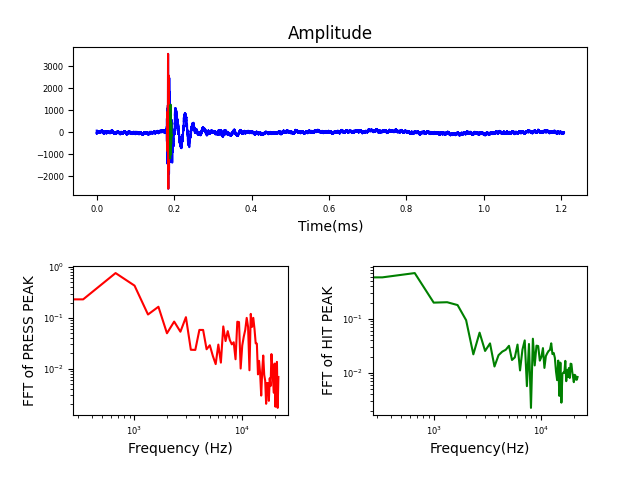 Amplitude
3000
2000
1000
0
−1000
−2000
0.0 0.2 0.4 0.6 0.8 1.0 1.2
Time(ms)
FFT of PRESS PEAK
10⁰
10⁻¹
10⁻²
10³ 10⁴
Frequency (Hz)
FFT of HIT PEAK
10⁻¹
10⁻²
10³ 10⁴
Frequency(Hz)